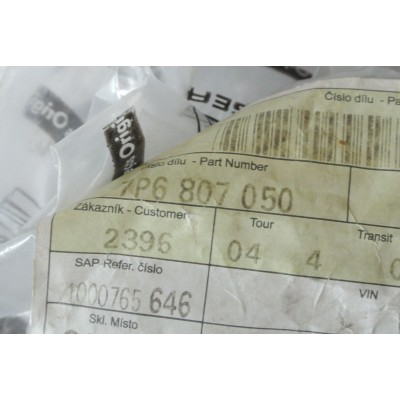 Číslo dílu - Pa
Číslo dílu - Part Number
7P6 807 050
Zákazník - Customer
Tour
Transit
2396
04 4
SAP Refer. číslo
VIN
1000765 646
Skl. Místo